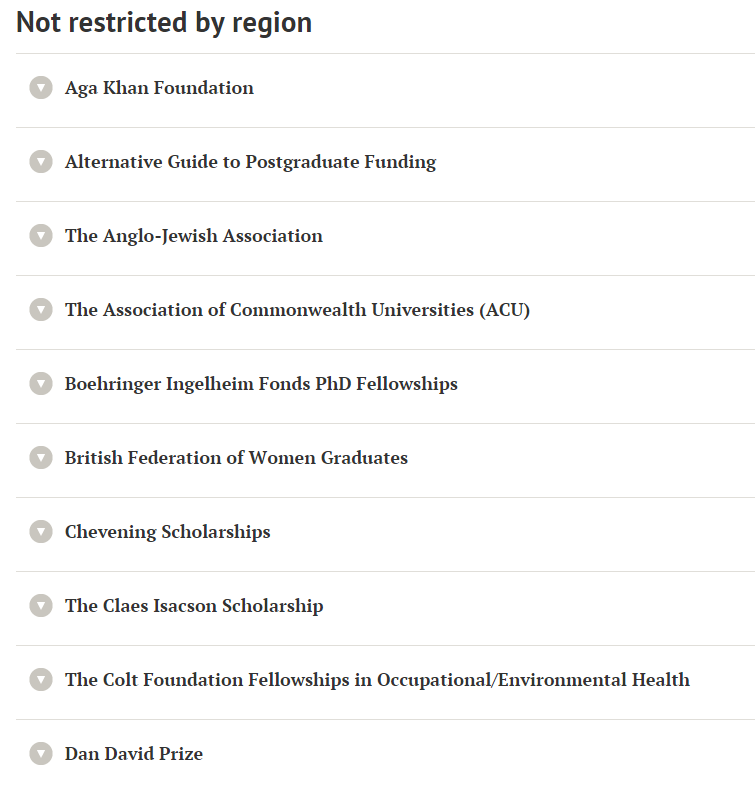 Not restricted by region
Aga Khan Foundation
Alternative Guide to Postgraduate Funding
The Anglo-Jewish Association
The Association of Commonwealth Universities (ACU)
Boehringer Ingelheim Fonds PhD Fellowships
British Federation of Women Graduates
Chevening Scholarships
The Claes Isacson Scholarship
The Colt Foundation Fellowships in Occupational/Environmental Health
Dan David Prize